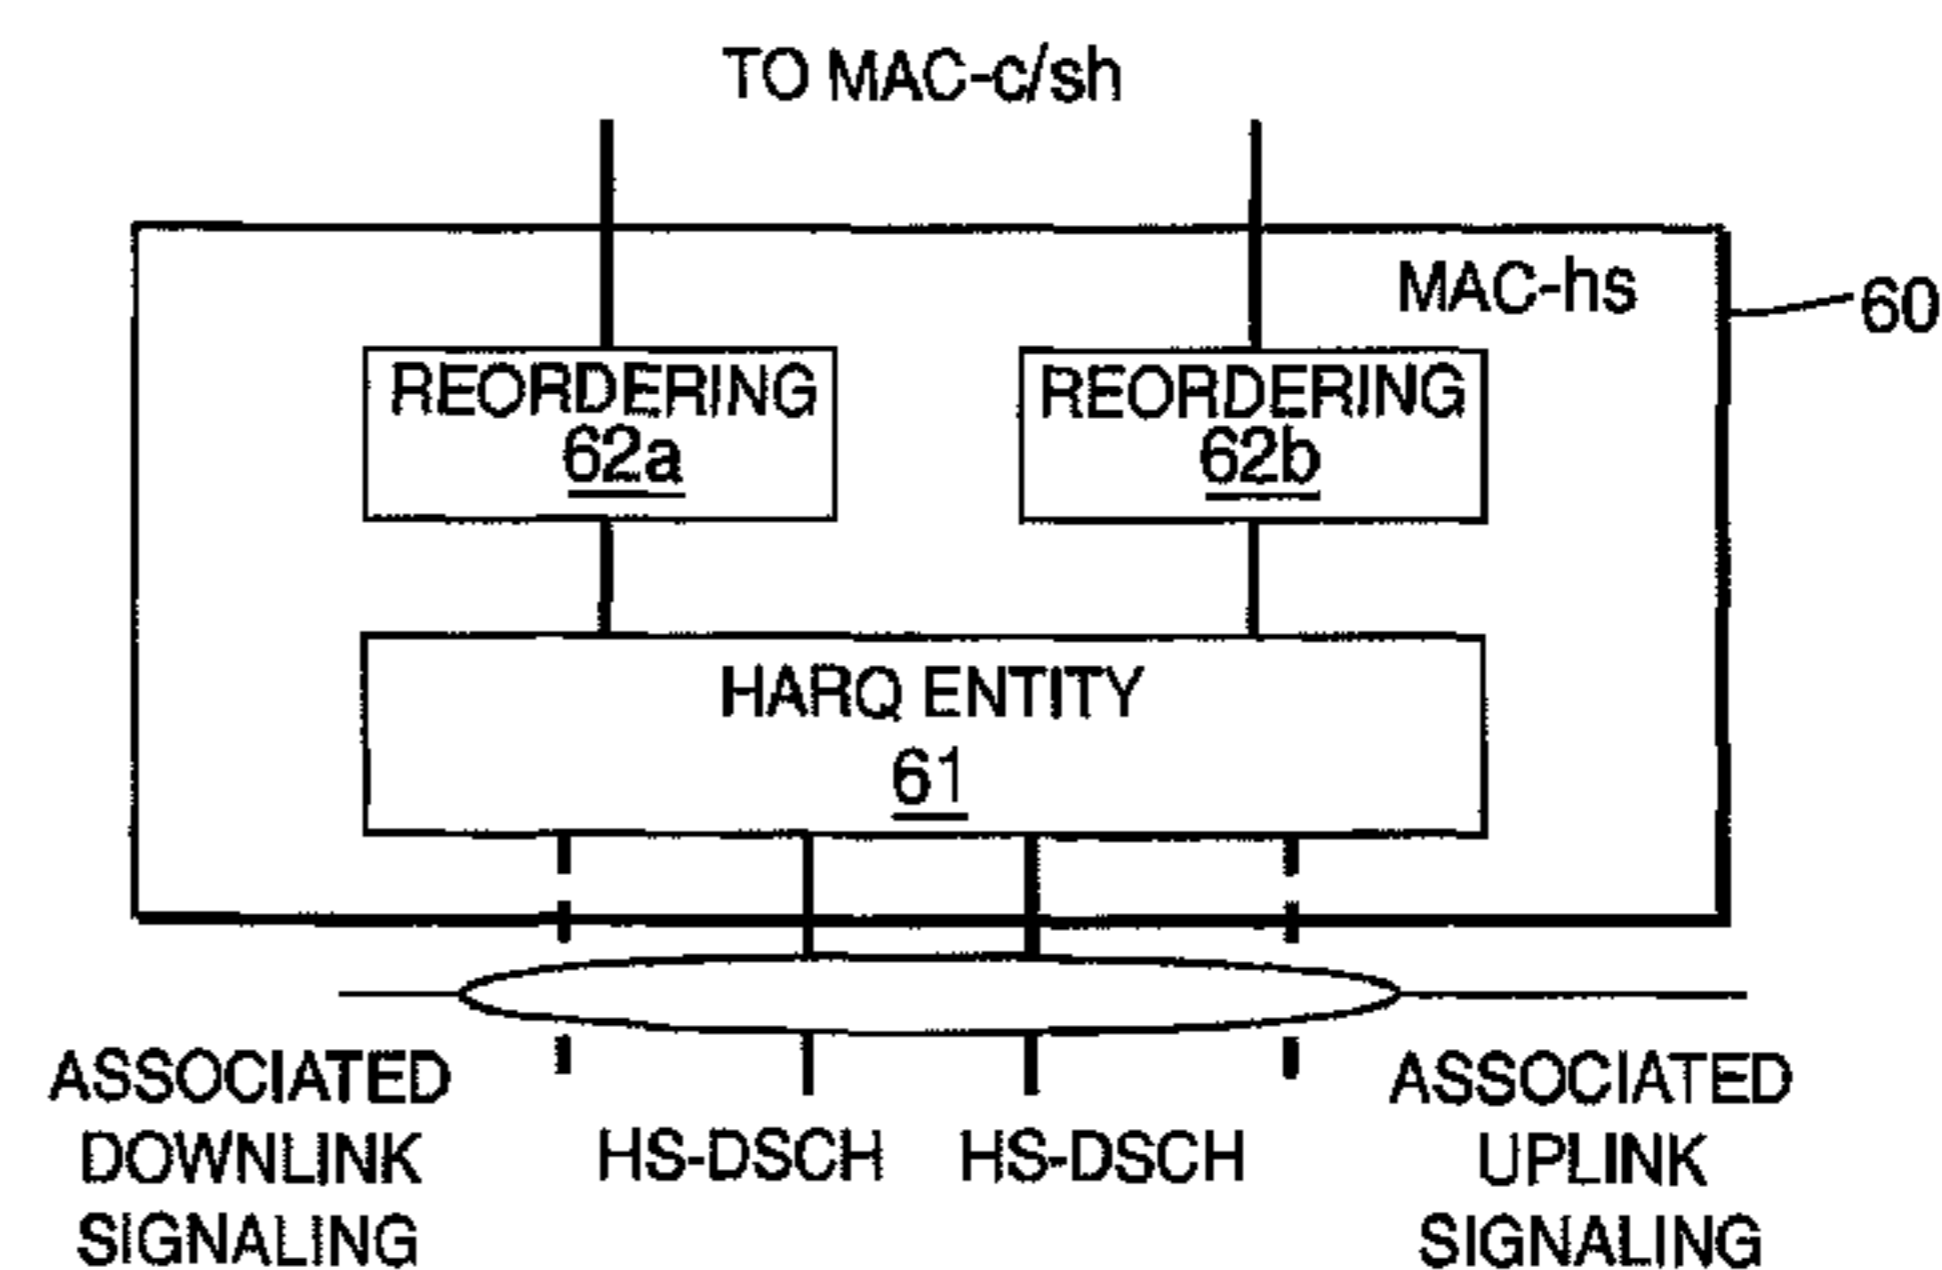 TO MAC-c/sh
MAC-hs
60
REORDERING
62a
REORDERING
62b
HARQ ENTITY
61
ASSOCIATED
DOWNLINK
SIGNALING
HS-DSCH
HS-DSCH
ASSOCIATED
UPLINK
SIGNALING